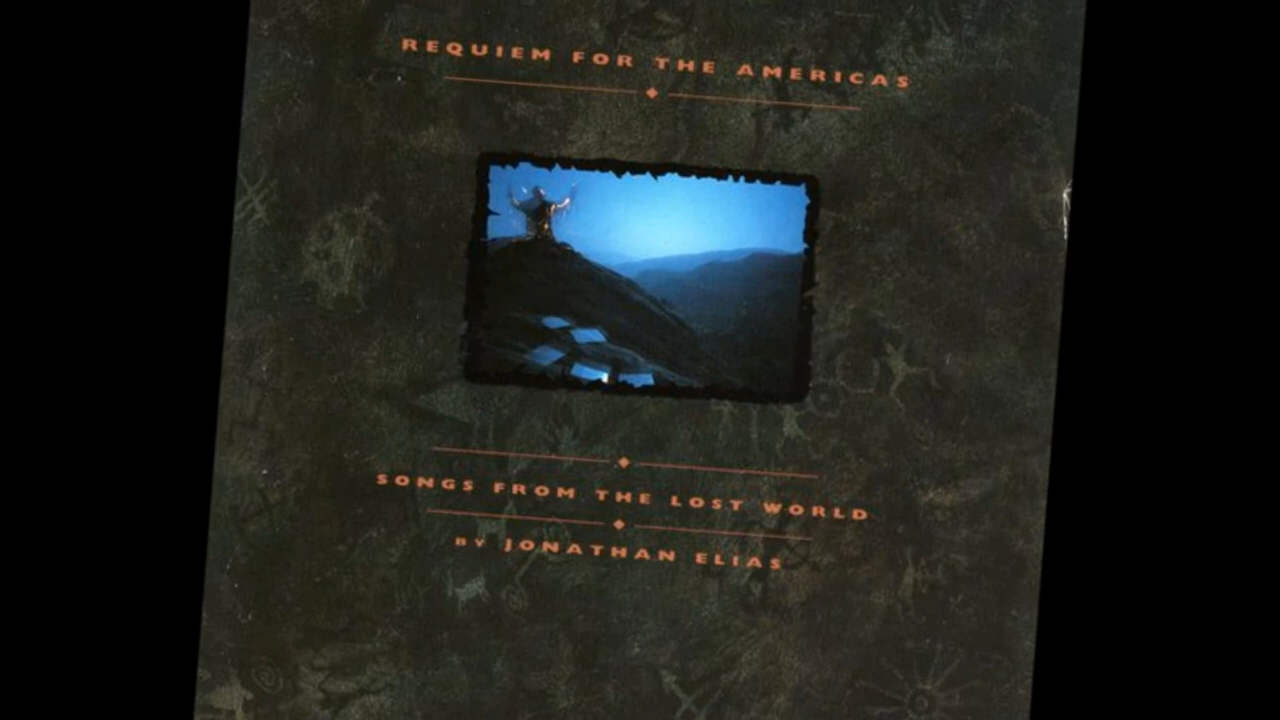 REQUIEM FOR THE AMERICAS
SONGS FROM THE LOST WORLD
BY JONATHAN ELIAS